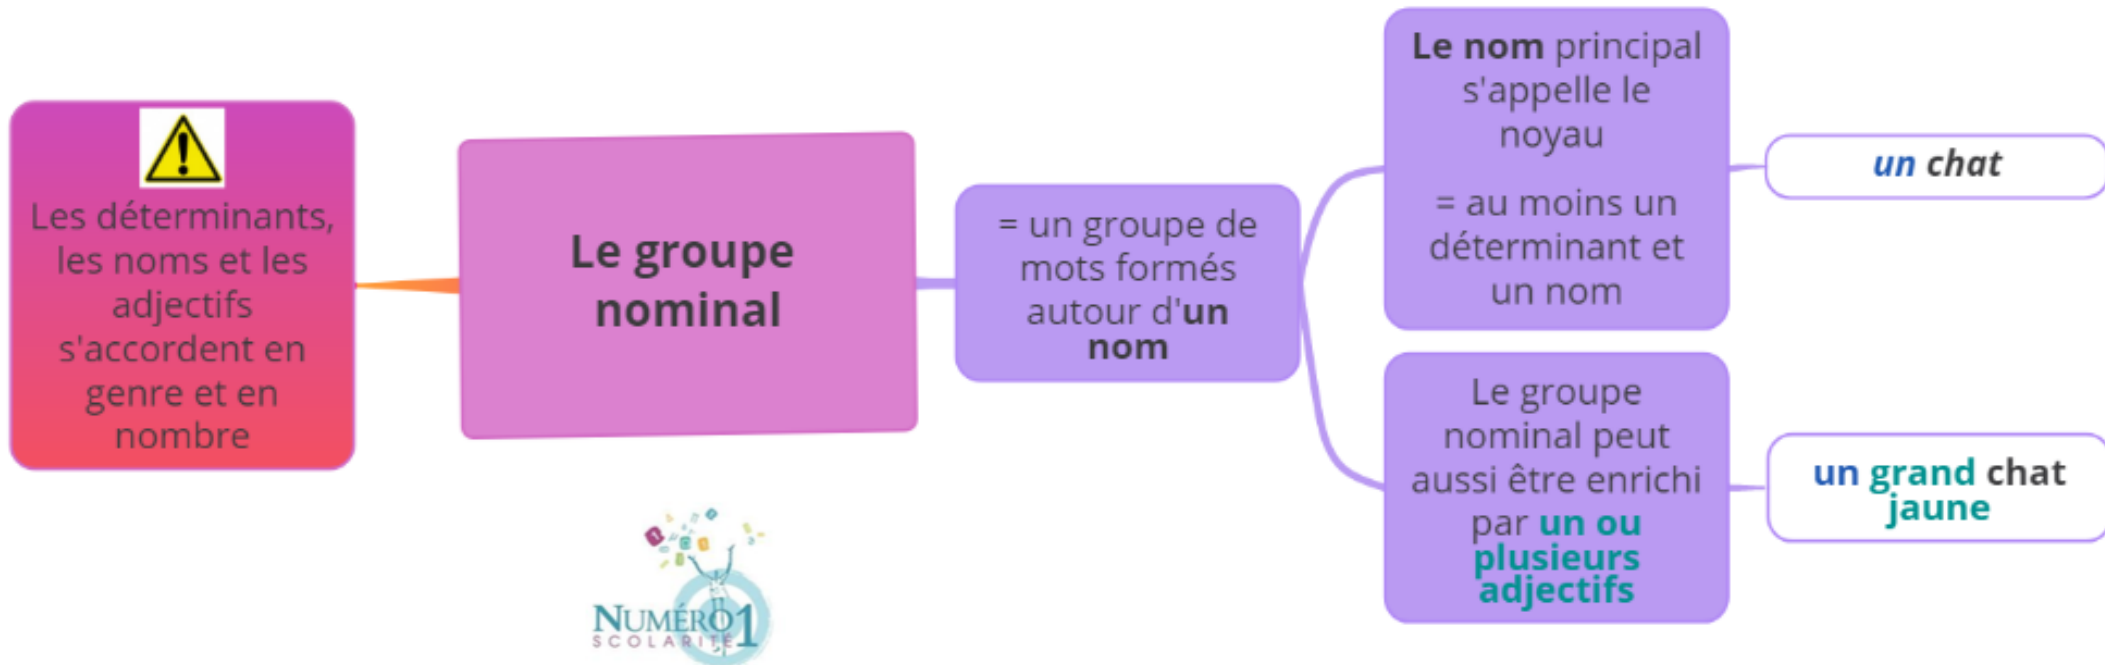 Les déterminants,
les noms et les
adjectifs
s'accordent en
genre et en
nombre
Le groupe
nominal
= un groupe de
mots formés
autour d'un
nom
Le nom principal
s'appelle le
noyau
= au moins un
déterminant et
un nom
un chat
Le groupe
nominal peut
aussi être enrichi
par un ou
plusieurs
adjectifs
un grand chat
jaune
NUMÉRO1
SCOLARITÉ